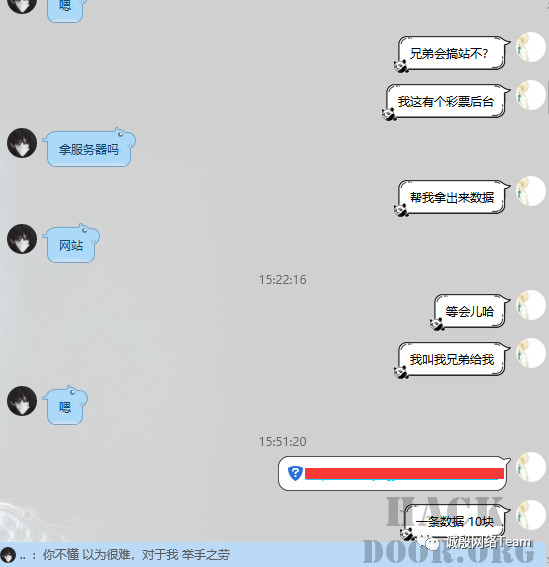 嗯
兄弟会搞站不?
我这有个彩票后台
拿服务器吗
帮我拿出来数据
网站
15:22:16
等会儿哈
我叫我兄弟给我
嗯
15:51:20
一条数据 10块
HACK
DOOR.ORG
诚殷网络Team
.. : 你不懂 以为很难，对于我 举手之劳